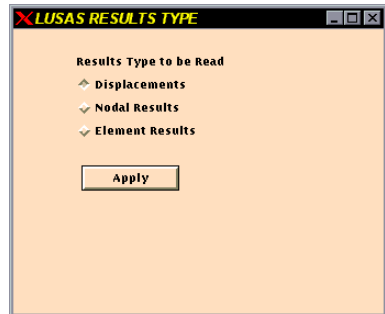 LUSAS RESULTS TYPE
Results Type to be Read
Displacements
Nodal Results
Element Results
Apply